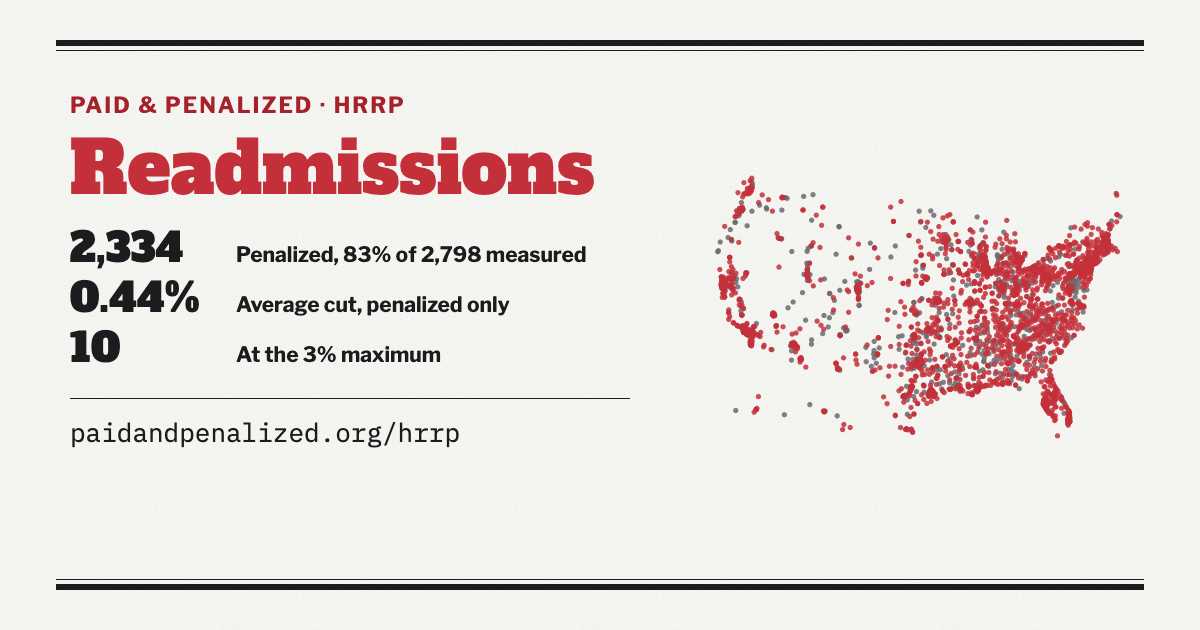 PAID & PENALIZED · HRRP
Readmissions
2,334 Penalized, 83% of 2,798 measured
0.44% Average cut, penalized only
10 At the 3% maximum
paidandpenalized.org/hrrp